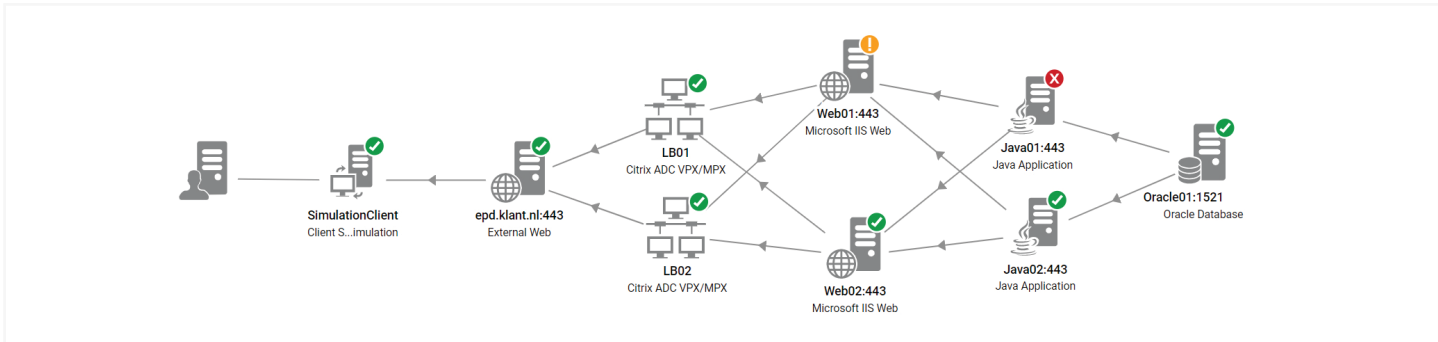 SimulationClient
Client S...imulation
epd.klant.nl:443
External Web
LB01
Citrix ADC VPX/MPX
LB02
Citrix ADC VPX/MPX
Web01:443
Microsoft IIS Web
Web02:443
Microsoft IIS Web
Java01:443
Java Application
Java02:443
Java Application
Oracle01:1521
Oracle Database